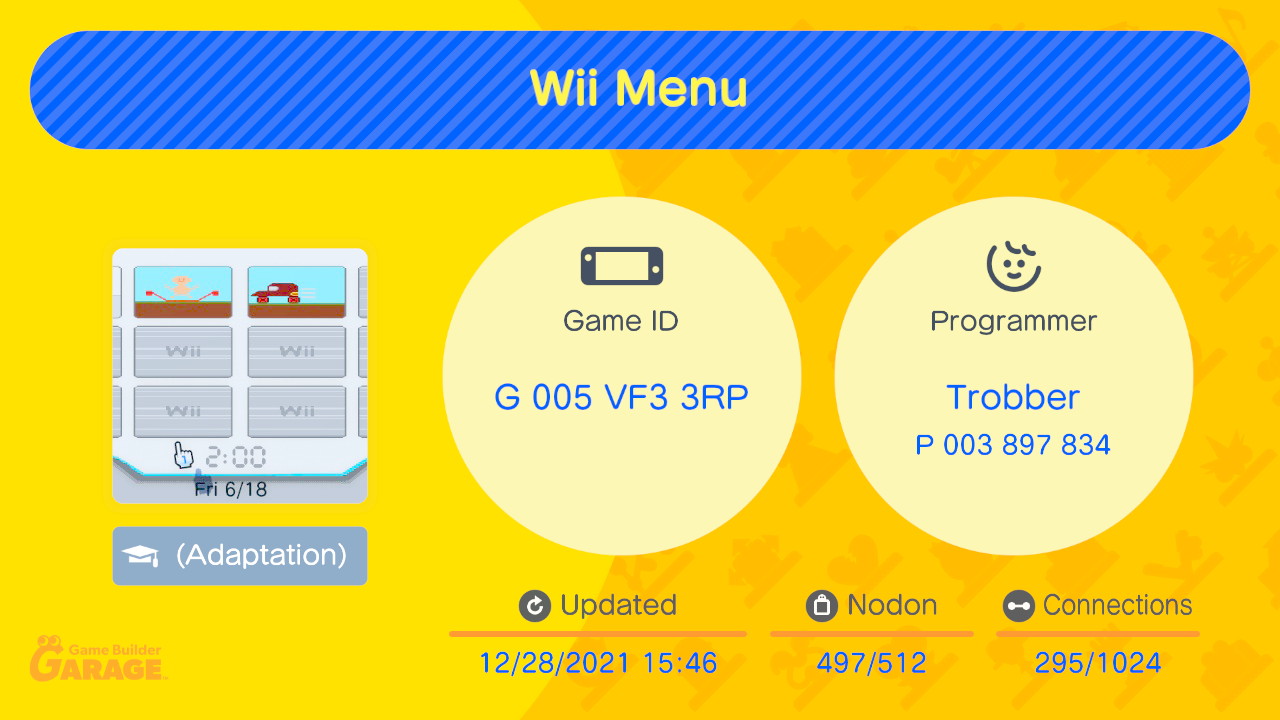 Wii Menu
Wii Wii
Wii Wii
1
2:00
Fri 6/18
(Adaptation)
Game ID
G 005 VF3 3RP
Programmer
Trobber
P 003 897 834
Updated
12/28/2021 15:46
Nodon
497/512
Connections
295/1024
Game Builder
GARAGE